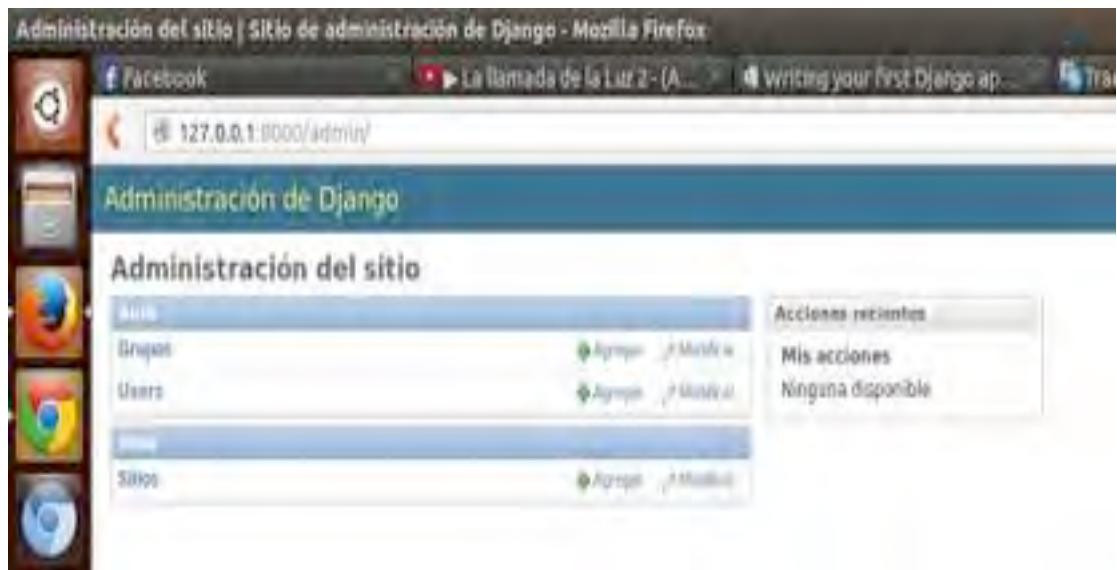 Administración del sitio | Sitio de administración de Django - Mozilla Firefox
Facebook
La llamada de la Luz 2 - (A...
Writing your first Django ap...
Tra
127.0.0.1:8000/admin/
Administración de Django
Administración del sitio
Auth
Grupos
Agregar
Modificar
Users
Agregar
Modificar
Sitios
Agregar
Modificar
Acciones recientes
Mis acciones
Ninguna disponible